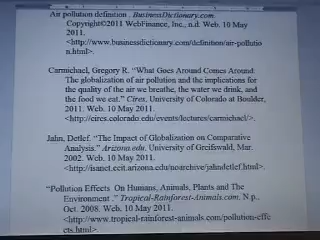 Air pollution definition. BusinessDictionary.com.
Copyright©2011 WebFinance, Inc., n.d. Web. 10 May
2011.
<http://www.businessdictionary.com/definition/air-pollutio
n.html>.
Carmichael, Gregory R. “What Goes Around Comes Around:
The globalization of air pollution and the implications for
the quality of the air we breathe, the water we drink, and
the food we eat.” Cires. University of Colorado at Boulder,
2011. Web. 10 May 2011.
<http://cires.colorado.edu/events/lectures/carmichael/>.
Jahn, Detlef. “The Impact of Globalization on Comparative
Analysis.” Arizona.edu. University of Greifswald, Mar.
2002. Web. 10 May 2011.
<http://isanet.ccit.arizona.edu/noarchive/jahndetlef.html>.
“Pollution Effects On Humans, Animals, Plants and The
Environment .” Tropical-Rainforest-Animals.com. N.p.,
Oct. 2008. Web. 10 May 2011.
<http://www.tropical-rainforest-animals.com/pollution-effe
cts.html>.